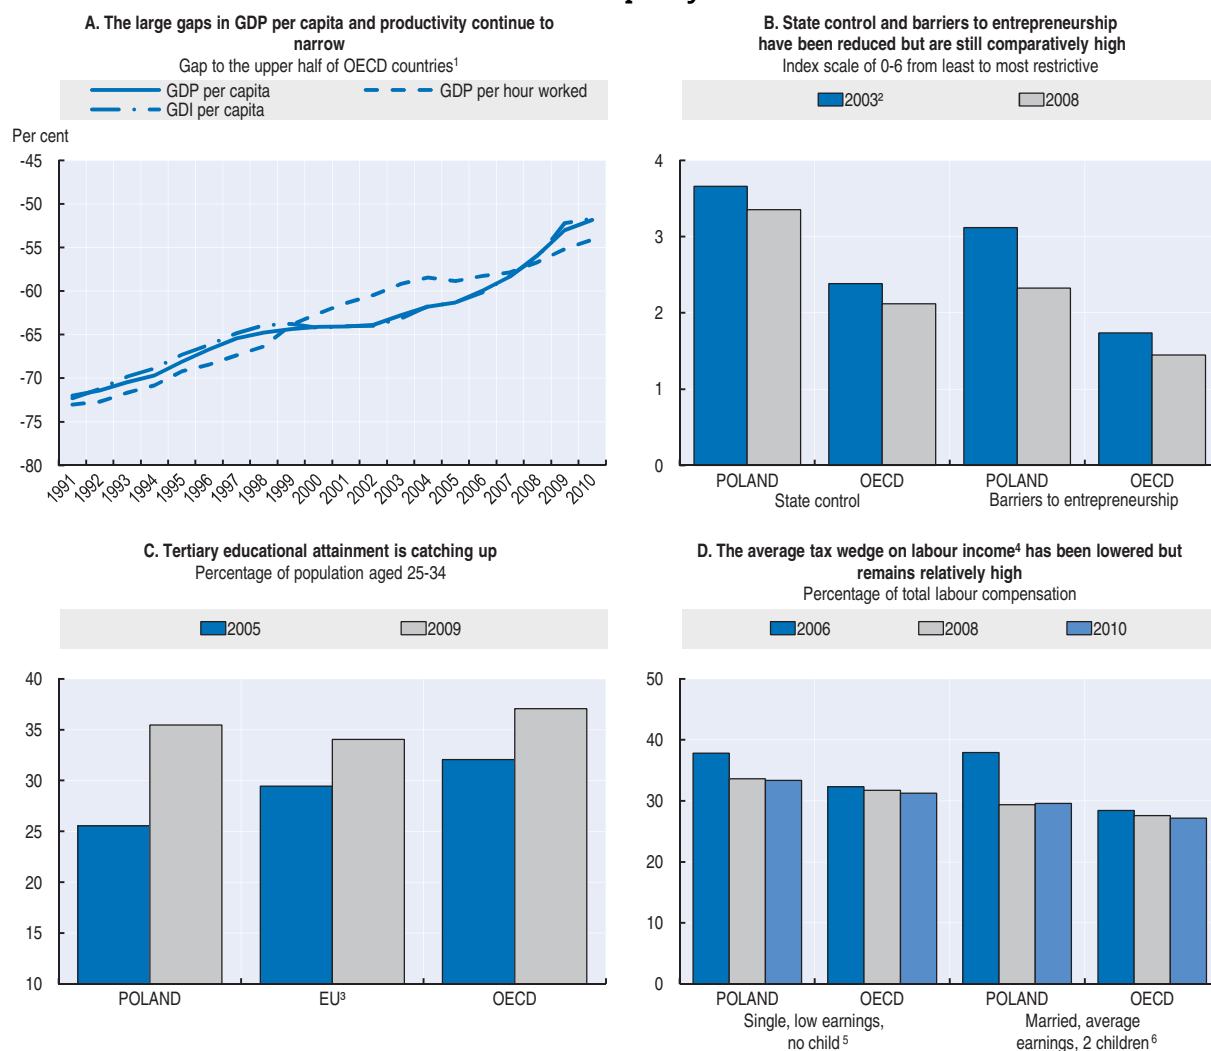 A. The large gaps in GDP per capita and productivity continue to
narrow
Gap to the upper half of OECD countries¹
GDP per capita
GDP per hour worked
GDI per capita
Per cent
-45
-50
-55
-60
-65
-70
-75
-80
1991
1992
1993
1994
1995
1996
1997
1998
1999
2000
2001
2002
2003
2004
2005
2006
2007
2008
2009
2010
B. State control and barriers to entrepreneurship
have been reduced but are still comparatively high
Index scale of 0-6 from least to most restrictive
2003²
2008
4
3
2
1
0
POLAND
OECD
POLAND
OECD
State control
Barriers to entrepreneurship
C. Tertiary educational attainment is catching up
Percentage of population aged 25-34
2005
2009
40
35
30
25
20
15
10
POLAND
EU³
OECD
D. The average tax wedge on labour income⁴ has been lowered but
remains relatively high
Percentage of total labour compensation
2006
2008
2010
50
40
30
20
10
0
POLAND
OECD
POLAND
OECD
Single, low earnings,
no child ⁵
Married, average
earnings, 2 children ⁶